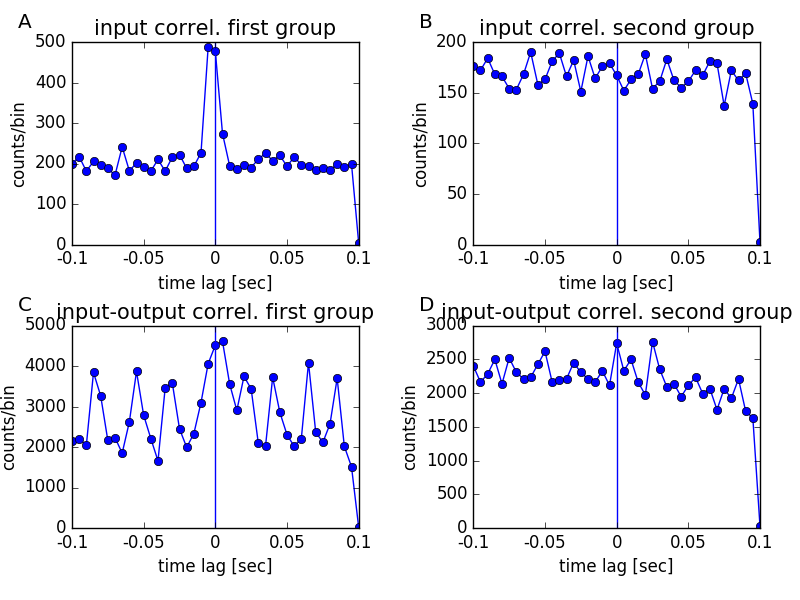 A
input correl. first group
500
400
300
200
100
0
counts/bin
-0.1
-0.05
0
0.05
0.1
time lag [sec]
B
input correl. second group
200
150
100
50
0
counts/bin
-0.1
-0.05
0
0.05
0.1
time lag [sec]
C
input-output correl. first group
5000
4000
3000
2000
1000
0
counts/bin
-0.1
-0.05
0
0.05
0.1
time lag [sec]
D
input-output correl. second group
3000
2500
2000
1500
1000
500
0
counts/bin
-0.1
-0.05
0
0.05
0.1
time lag [sec]